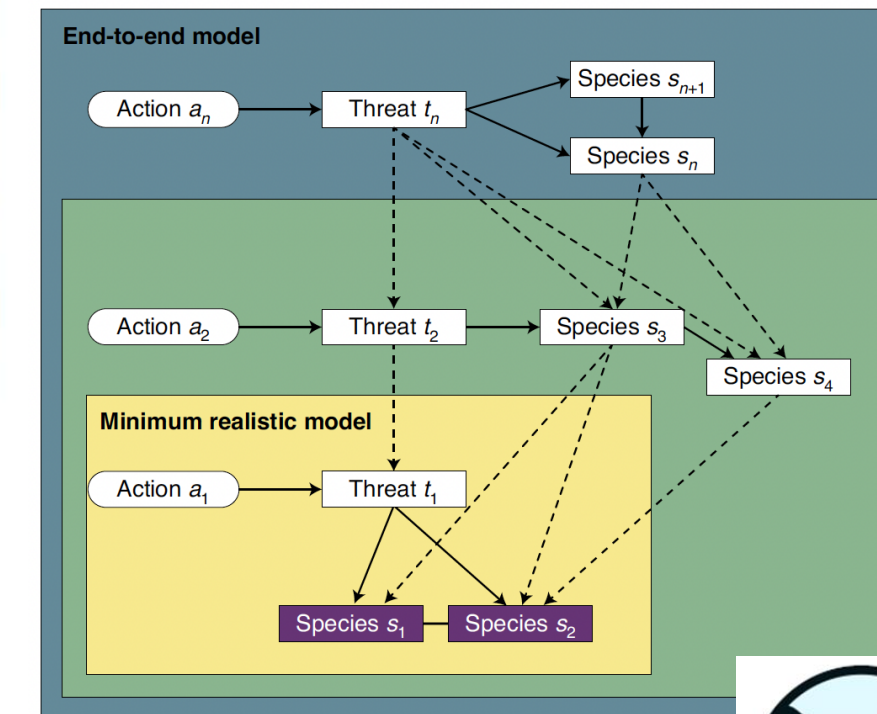 End-to-end model
Species sn+1
Action an
Threat tn
Species sn
Action a2
Threat t2
Species s3
Species s4
Minimum realistic model
Action a1
Threat t1
Species s1
Species s2